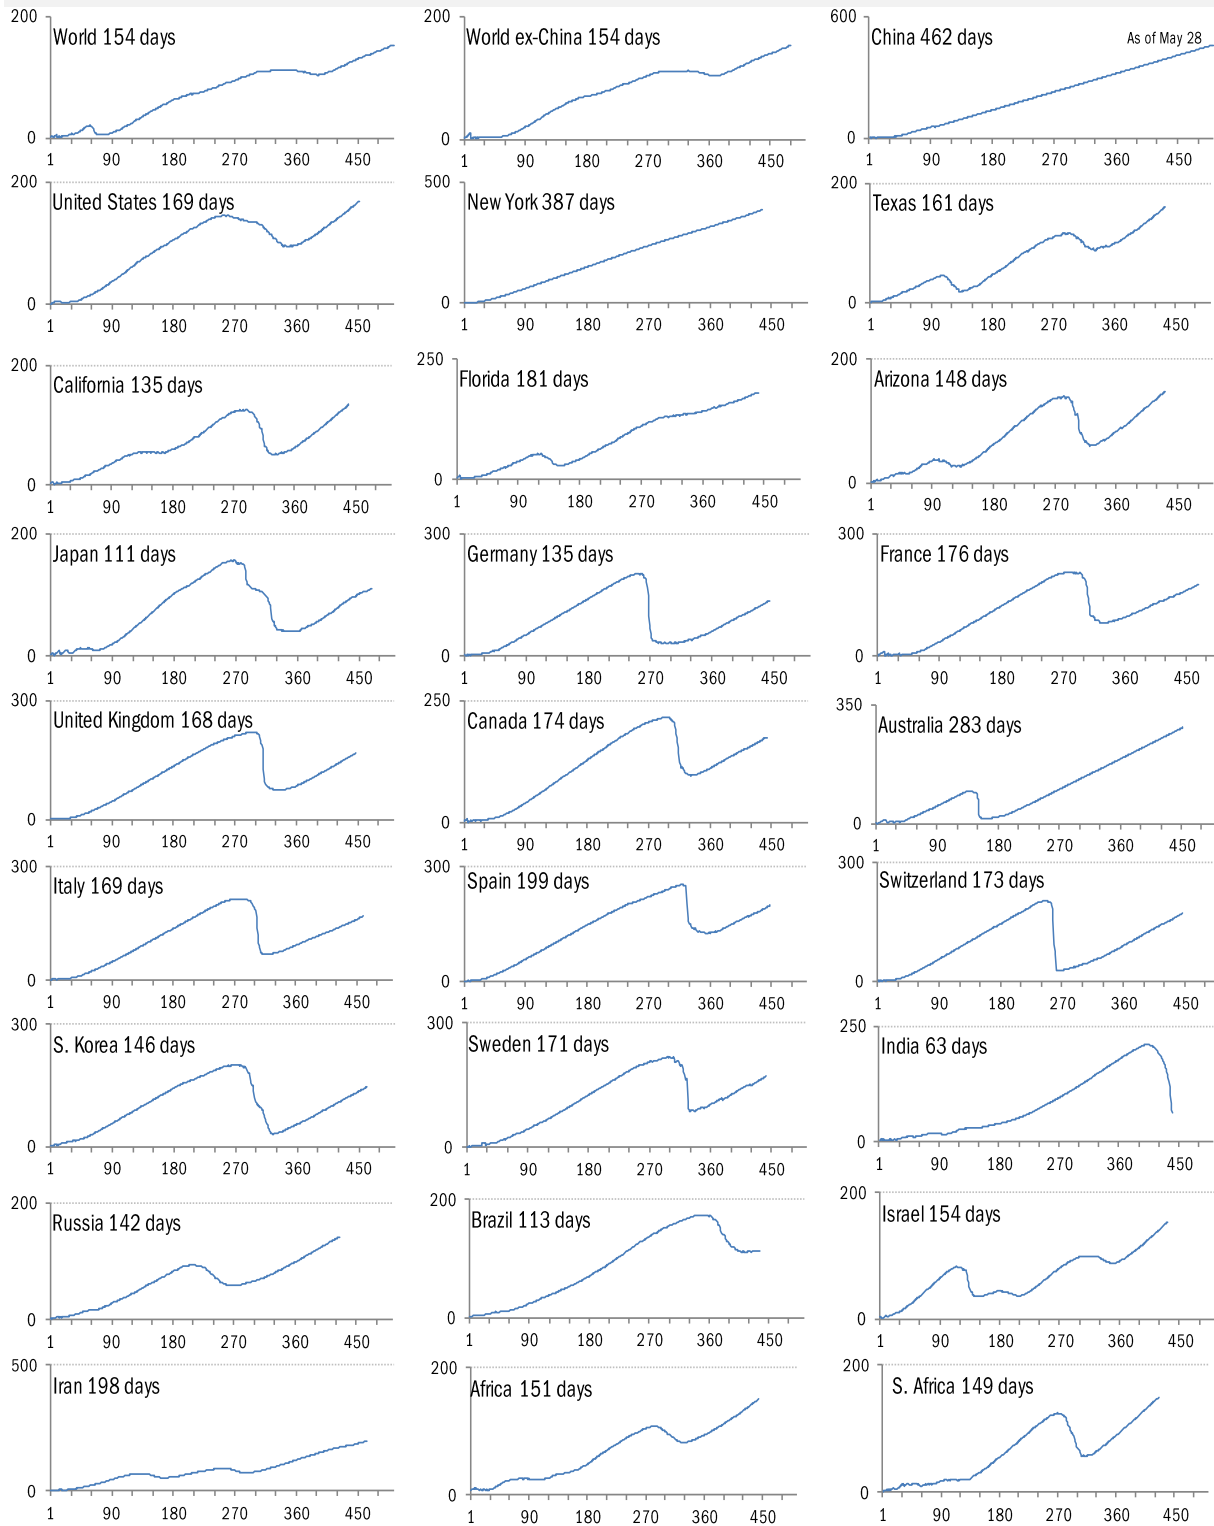 200 200 600
World 154 days World ex-China 154 days China 462 days As of May 28
0 0 0
1 90 180 270 360 450 1 90 180 270 360 450 1 90 180 270 360 450
200 500 200
United States 169 days New York 387 days Texas 161 days
0 0 0
1 90 180 270 360 450 1 90 180 270 360 450 1 90 180 270 360 450
200 250 200
California 135 days Florida 181 days Arizona 148 days
0 0 0
1 90 180 270 360 450 1 90 180 270 360 450 1 90 180 270 360 450
200 300 300
Japan 111 days Germany 135 days France 176 days
0 0 0
1 90 180 270 360 450 1 90 180 270 360 450 1 90 180 270 360 450
300 250 350
United Kingdom 168 days Canada 174 days Australia 283 days
0 0 0
1 90 180 270 360 450 1 90 180 270 360 450 1 90 180 270 360 450
300 300 300
Italy 169 days Spain 199 days Switzerland 173 days
0 0 0
1 90 180 270 360 450 1 90 180 270 360 450 1 90 180 270 360 450
300 300 250
S. Korea 146 days Sweden 171 days India 63 days
0 0 0
1 90 180 270 360 450 1 90 180 270 360 450 1 90 180 270 360 450
200 200 200
Russia 142 days Brazil 113 days Israel 154 days
0 0 0
1 90 180 270 360 450 1 90 180 270 360 450 1 90 180 270 360 450
500 200 200
Iran 198 days Africa 151 days S. Africa 149 days
0 0 0
1 90 180 270 360 450 1 90 180 270 360 450 1 90 180 270 360 450